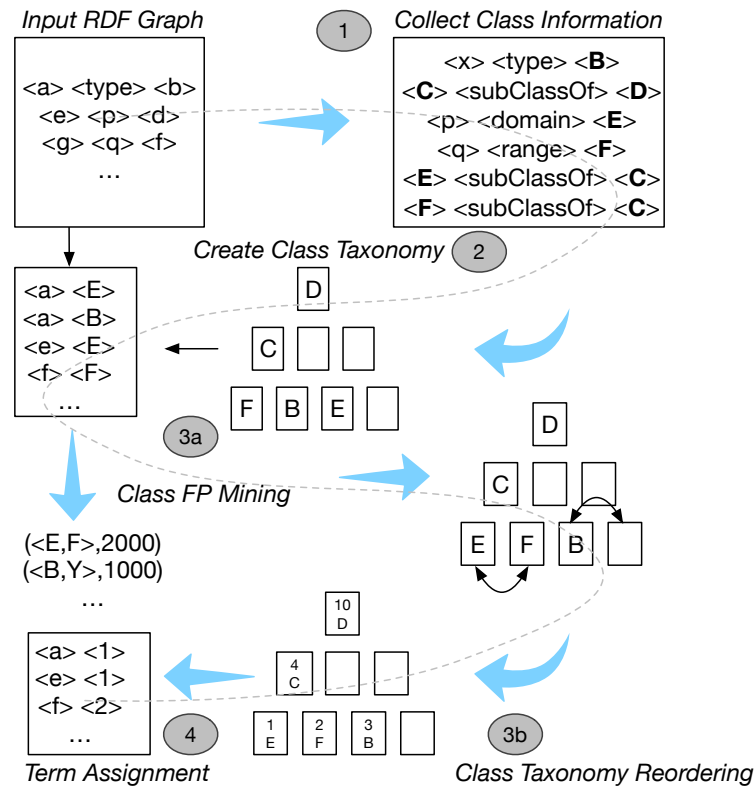 Input RDF Graph
1
Collect Class Information
<a> <type> <b>
<e> <p> <d>
<g> <q> <f>
...
<x> <type> <B>
<C> <subClassOf> <D>
<p> <domain> <E>
<q> <range> <F>
<E> <subClassOf> <C>
<F> <subClassOf> <C>
Create Class Taxonomy
2
<a> <E>
<a> <B>
<e> <E>
<f> <F>
...
D
C
F B E
3a
Class FP Mining
D
C
E F B
(<E,F>,2000)
(<B,Y>,1000)
...
<a> <1>
<e> <1>
<f> <2>
...
10
D
4
C
1 2 3
E F B
4
3b
Term Assignment
Class Taxonomy Reordering